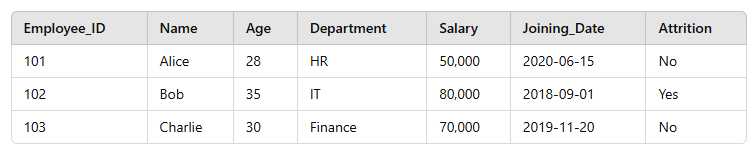 Employee_ID Name Age Department Salary Joining_Date Attrition
101 Alice 28 HR 50,000 2020-06-15 No
102 Bob 35 IT 80,000 2018-09-01 Yes
103 Charlie 30 Finance 70,000 2019-11-20 No